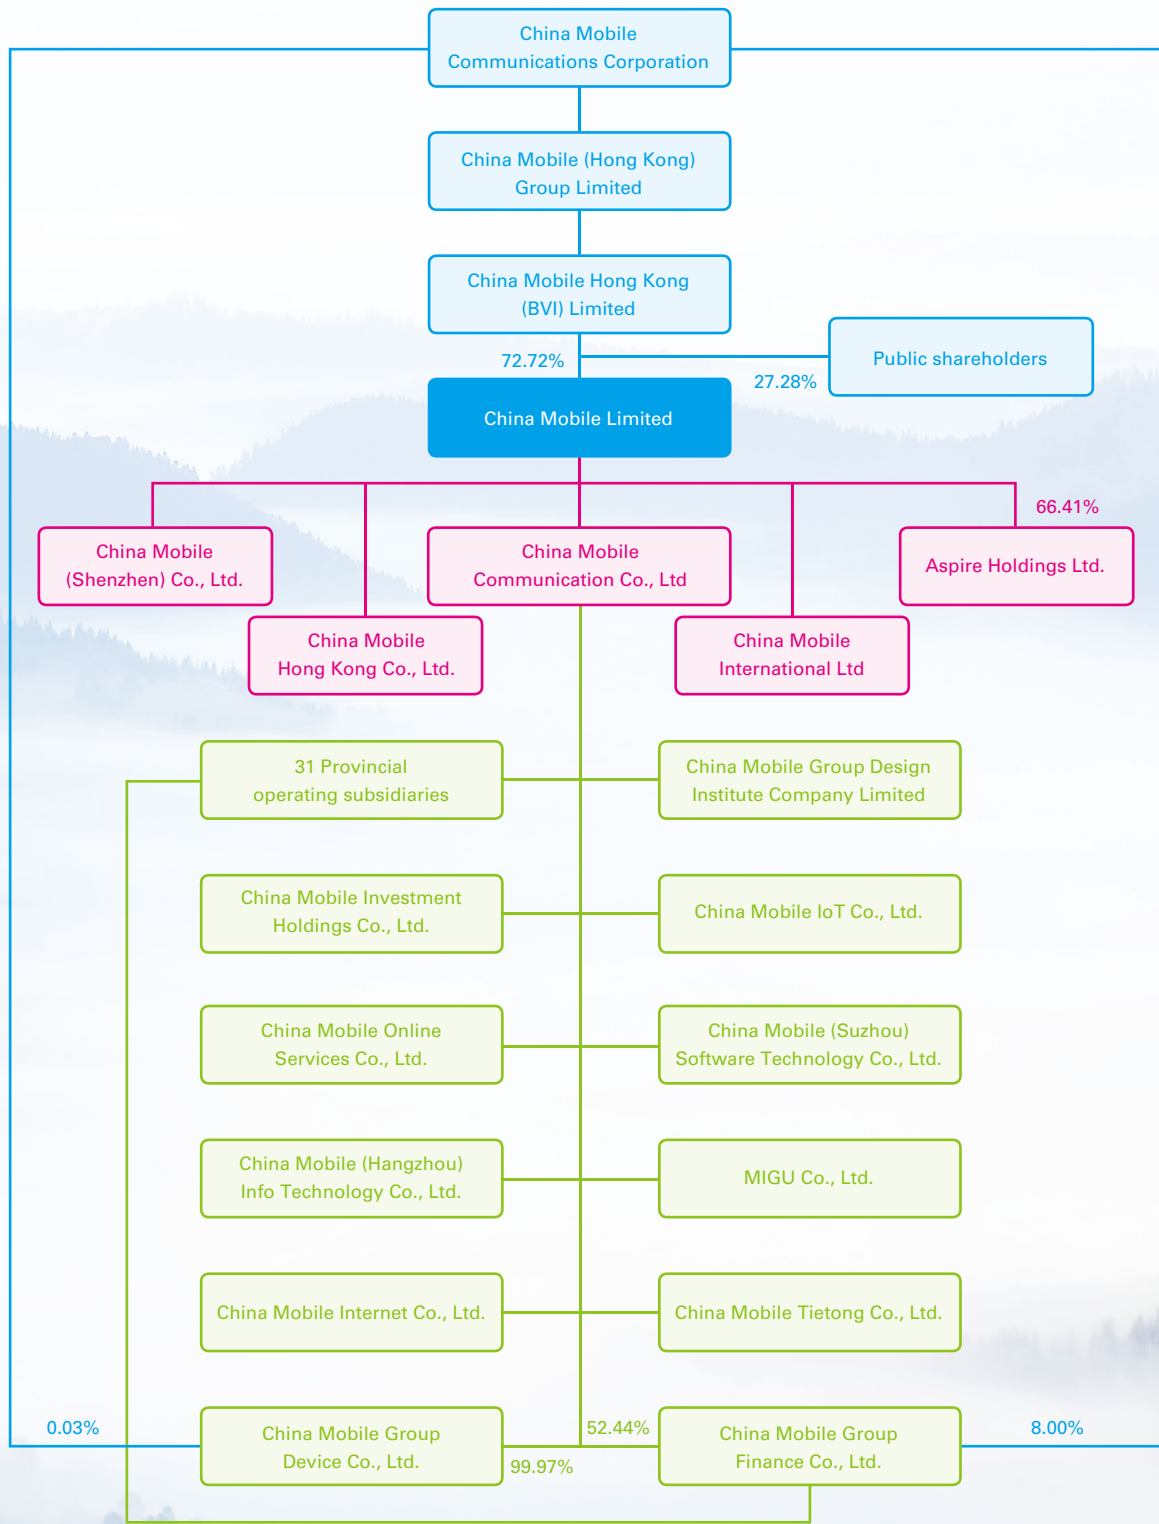 China Mobile
Communications Corporation
China Mobile (Hong Kong)
Group Limited
China Mobile Hong Kong
(BVI) Limited
72.72%
Public shareholders
27.28%
China Mobile Limited
66.41%
China Mobile
(Shenzhen) Co., Ltd.
China Mobile
Communication Co., Ltd
Aspire Holdings Ltd.
China Mobile
Hong Kong Co., Ltd.
China Mobile
International Ltd
31 Provincial
operating subsidiaries
China Mobile Group Design
Institute Company Limited
China Mobile Investment
Holdings Co., Ltd.
China Mobile IoT Co., Ltd.
China Mobile Online
Services Co., Ltd.
China Mobile (Suzhou)
Software Technology Co., Ltd.
China Mobile (Hangzhou)
Info Technology Co., Ltd.
MIGU Co., Ltd.
China Mobile Internet Co., Ltd.
China Mobile Tietong Co., Ltd.
0.03%
China Mobile Group
Device Co., Ltd.
99.97%
52.44%
China Mobile Group
Finance Co., Ltd.
8.00%